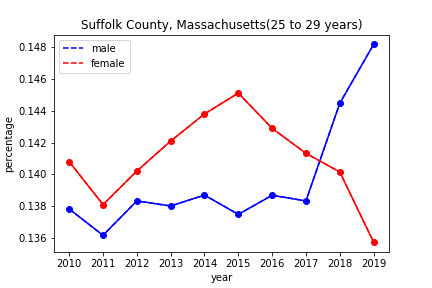 Suffolk County, Massachusetts(25 to 29 years)
male
female
percentage
0.148
0.146
0.144
0.142
0.140
0.138
0.136
2010 2011 2012 2013 2014 2015 2016 2017 2018 2019
year